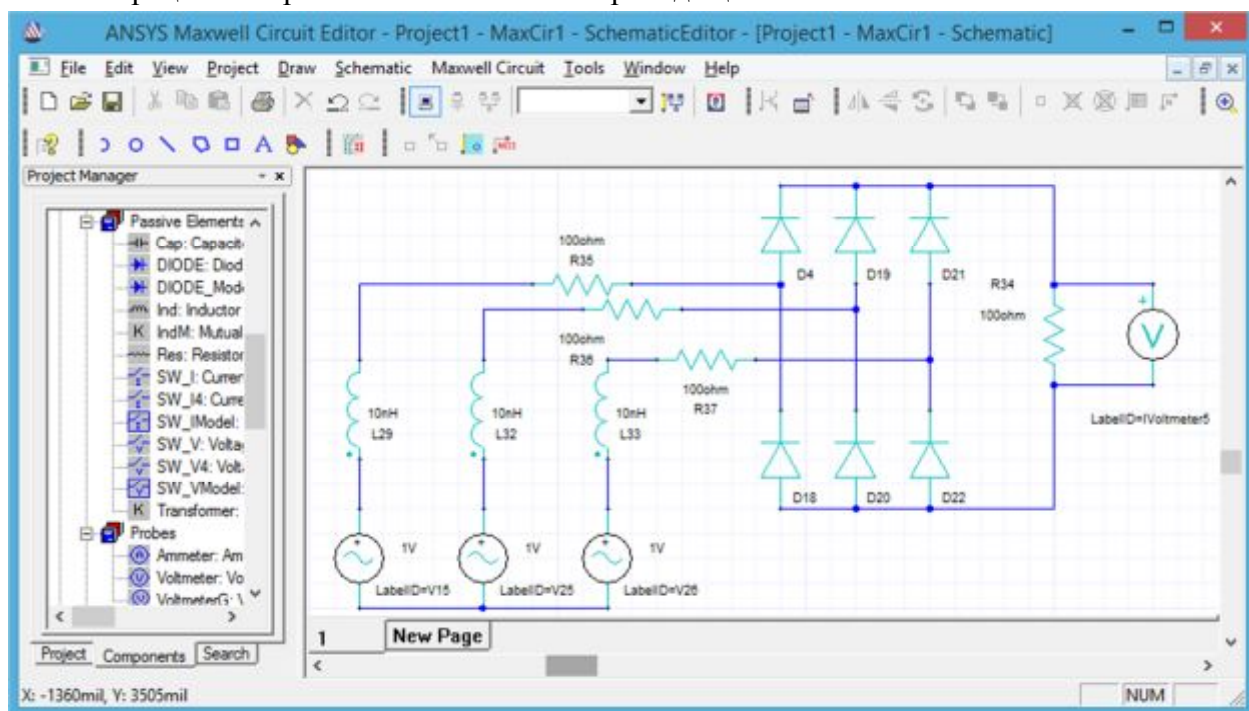 ANSYS Maxwell Circuit Editor - Project1 - MaxCir1 - SchematicEditor - [Project1 - MaxCir1 - Schematic]
File Edit View Project Draw Schematic Maxwell Circuit Tools Window Help
Project Manager
Passive Elements
Cap: Capacit
DIODE: Diod
DIODE_Mod
Ind: Inductor
IndM: Mutual
Res: Resistor
SW_I: Curren
SW_I4: Curre
SW_IModel:
SW_V: Volta
SW_V4: Volt
SW_VModel:
Transformer:
Probes
Ammeter: Am
Voltmeter: Vo
VoltmeterG: V
Project Components Search
100ohm
R35
100ohm
R36
100ohm
R37
10nH
L29
10nH
L32
10nH
L33
1V
LabelID=V15
1V
LabelID=V25
1V
LabelID=V26
D4
D19
D21
D18
D20
D22
R34
100ohm
V
LabelID=IVoltmeter5
1 New Page
X: -1360mil, Y: 3505mil
NUM